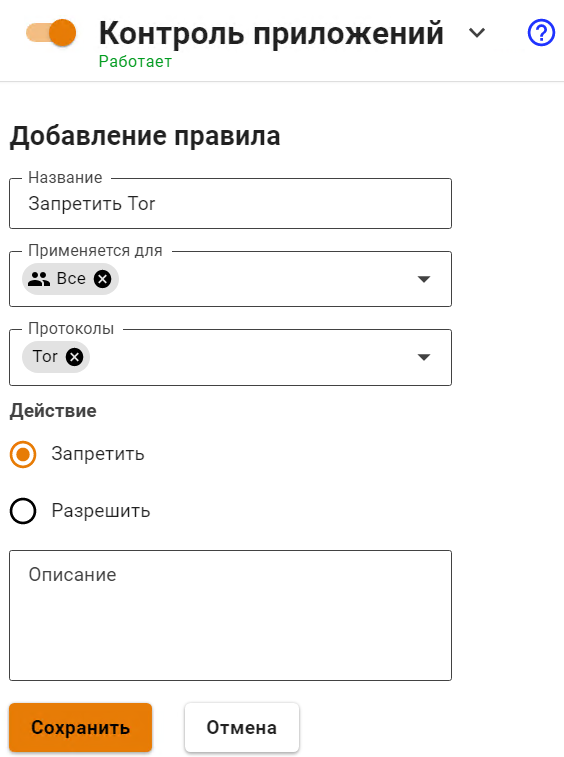 Контроль приложений
Работает
Добавление правила
Название
Запретить Tor
Применяется для
Все
Протоколы
Tor
Действие
Запретить
Разрешить
Описание
Сохранить
Отмена